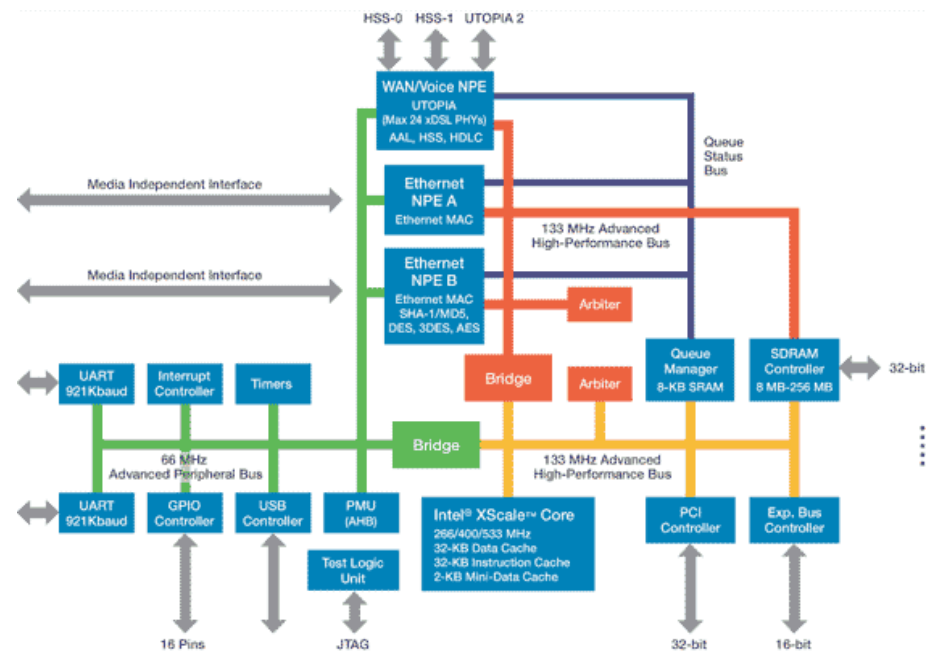 HSS-0 HSS-1 UTOPIA 2
WAN/Voice NPE
UTOPIA
(Max 24 xDSL PHYs)
AAL, HSS, HDLC
Queue
Status
Bus
Media Independent Interface
Ethernet
NPE A
Ethernet MAC
133 MHz Advanced
High-Performance Bus
Media Independent Interface
Ethernet
NPE B
Ethernet MAC
SHA-1/MD5,
DES, 3DES, AES
Arbiter
UART
921Kbaud
Interrupt
Controller
Timers
Bridge
Arbiter
Queue
Manager
8-KB SRAM
SDRAM
Controller
8 MB-256 MB
32-bit
Bridge
66 MHz
Advanced Peripheral Bus
133 MHz Advanced
High-Performance Bus
UART
921Kbaud
GPIO
Controller
USB
Controller
PMU
(AHB)
Intel® XScale™ Core
266/400/533 MHz
32-KB Data Cache
32-KB Instruction Cache
2-KB Mini-Data Cache
PCI
Controller
Exp. Bus
Controller
Test Logic
Unit
16 Pins
JTAG
32-bit
16-bit